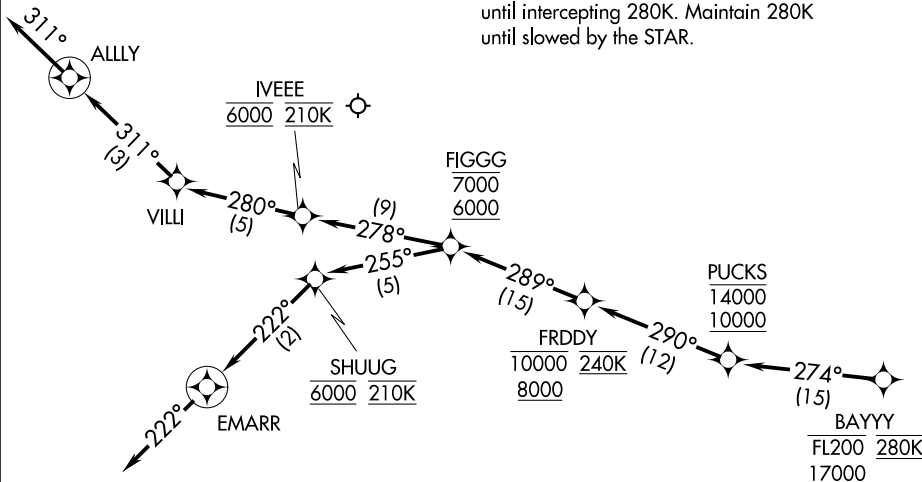 until intercepting 280K. Maintain 280K
until slowed by the STAR.
311°
ALLLY
IVEEE
6000 210K
311°
(3)
FIGGG
7000
6000
VILLI
280°
(5)
(9)
278°
255°
(5)
289°
(15)
PUCKS
14000
10000
222°
(2)
FRDDY
10000 240K
8000
290°
(12)
SHUUG
6000 210K
274°
(15)
EMARR
222°
BAYYY
FL200 280K
17000